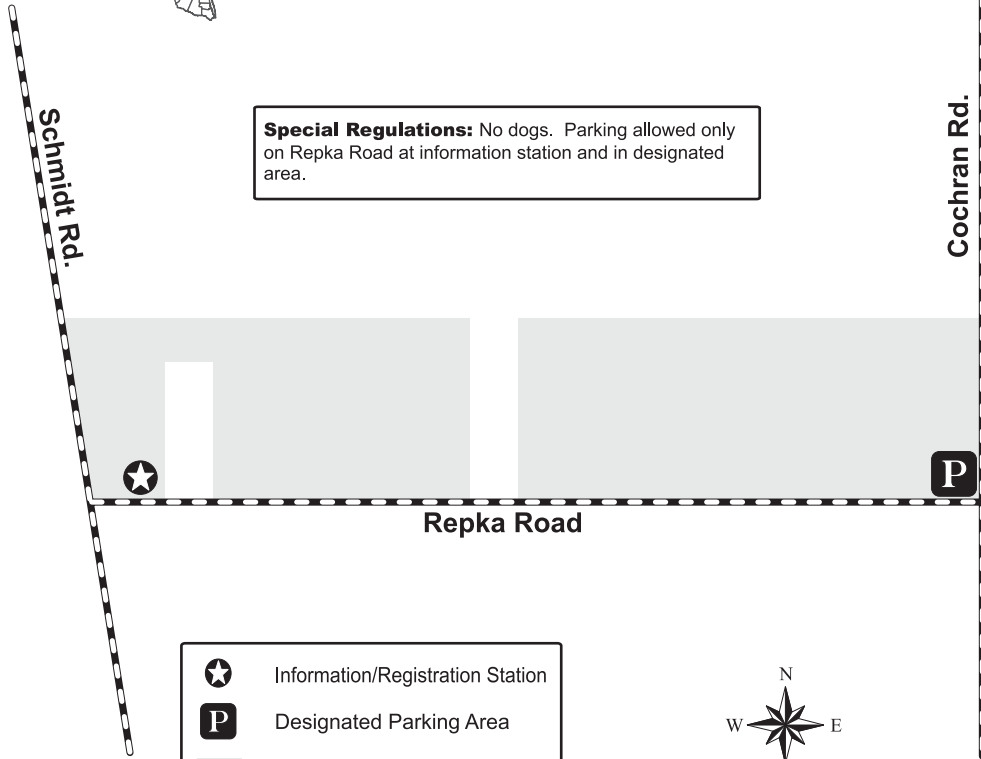 Schmidt Rd.
Special Regulations: No dogs. Parking allowed only
on Repka Road at information station and in designated
area.
Cochran Rd.
P
Repka Road
Information/Registration Station
P Designated Parking Area
N
W E